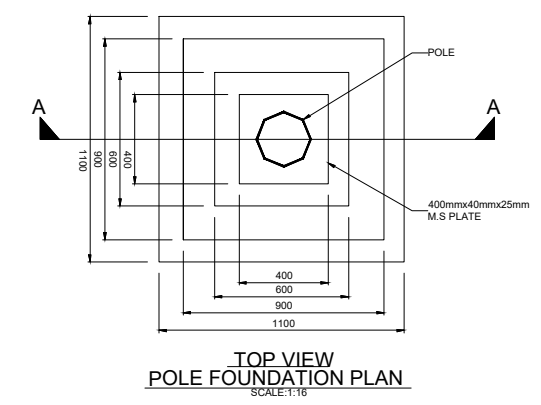 POLE
A
A
1100
900
600
400
400mmx40mmx25mm
M.S PLATE
400
600
900
1100
TOP VIEW
POLE FOUNDATION PLAN
SCALE:1:16